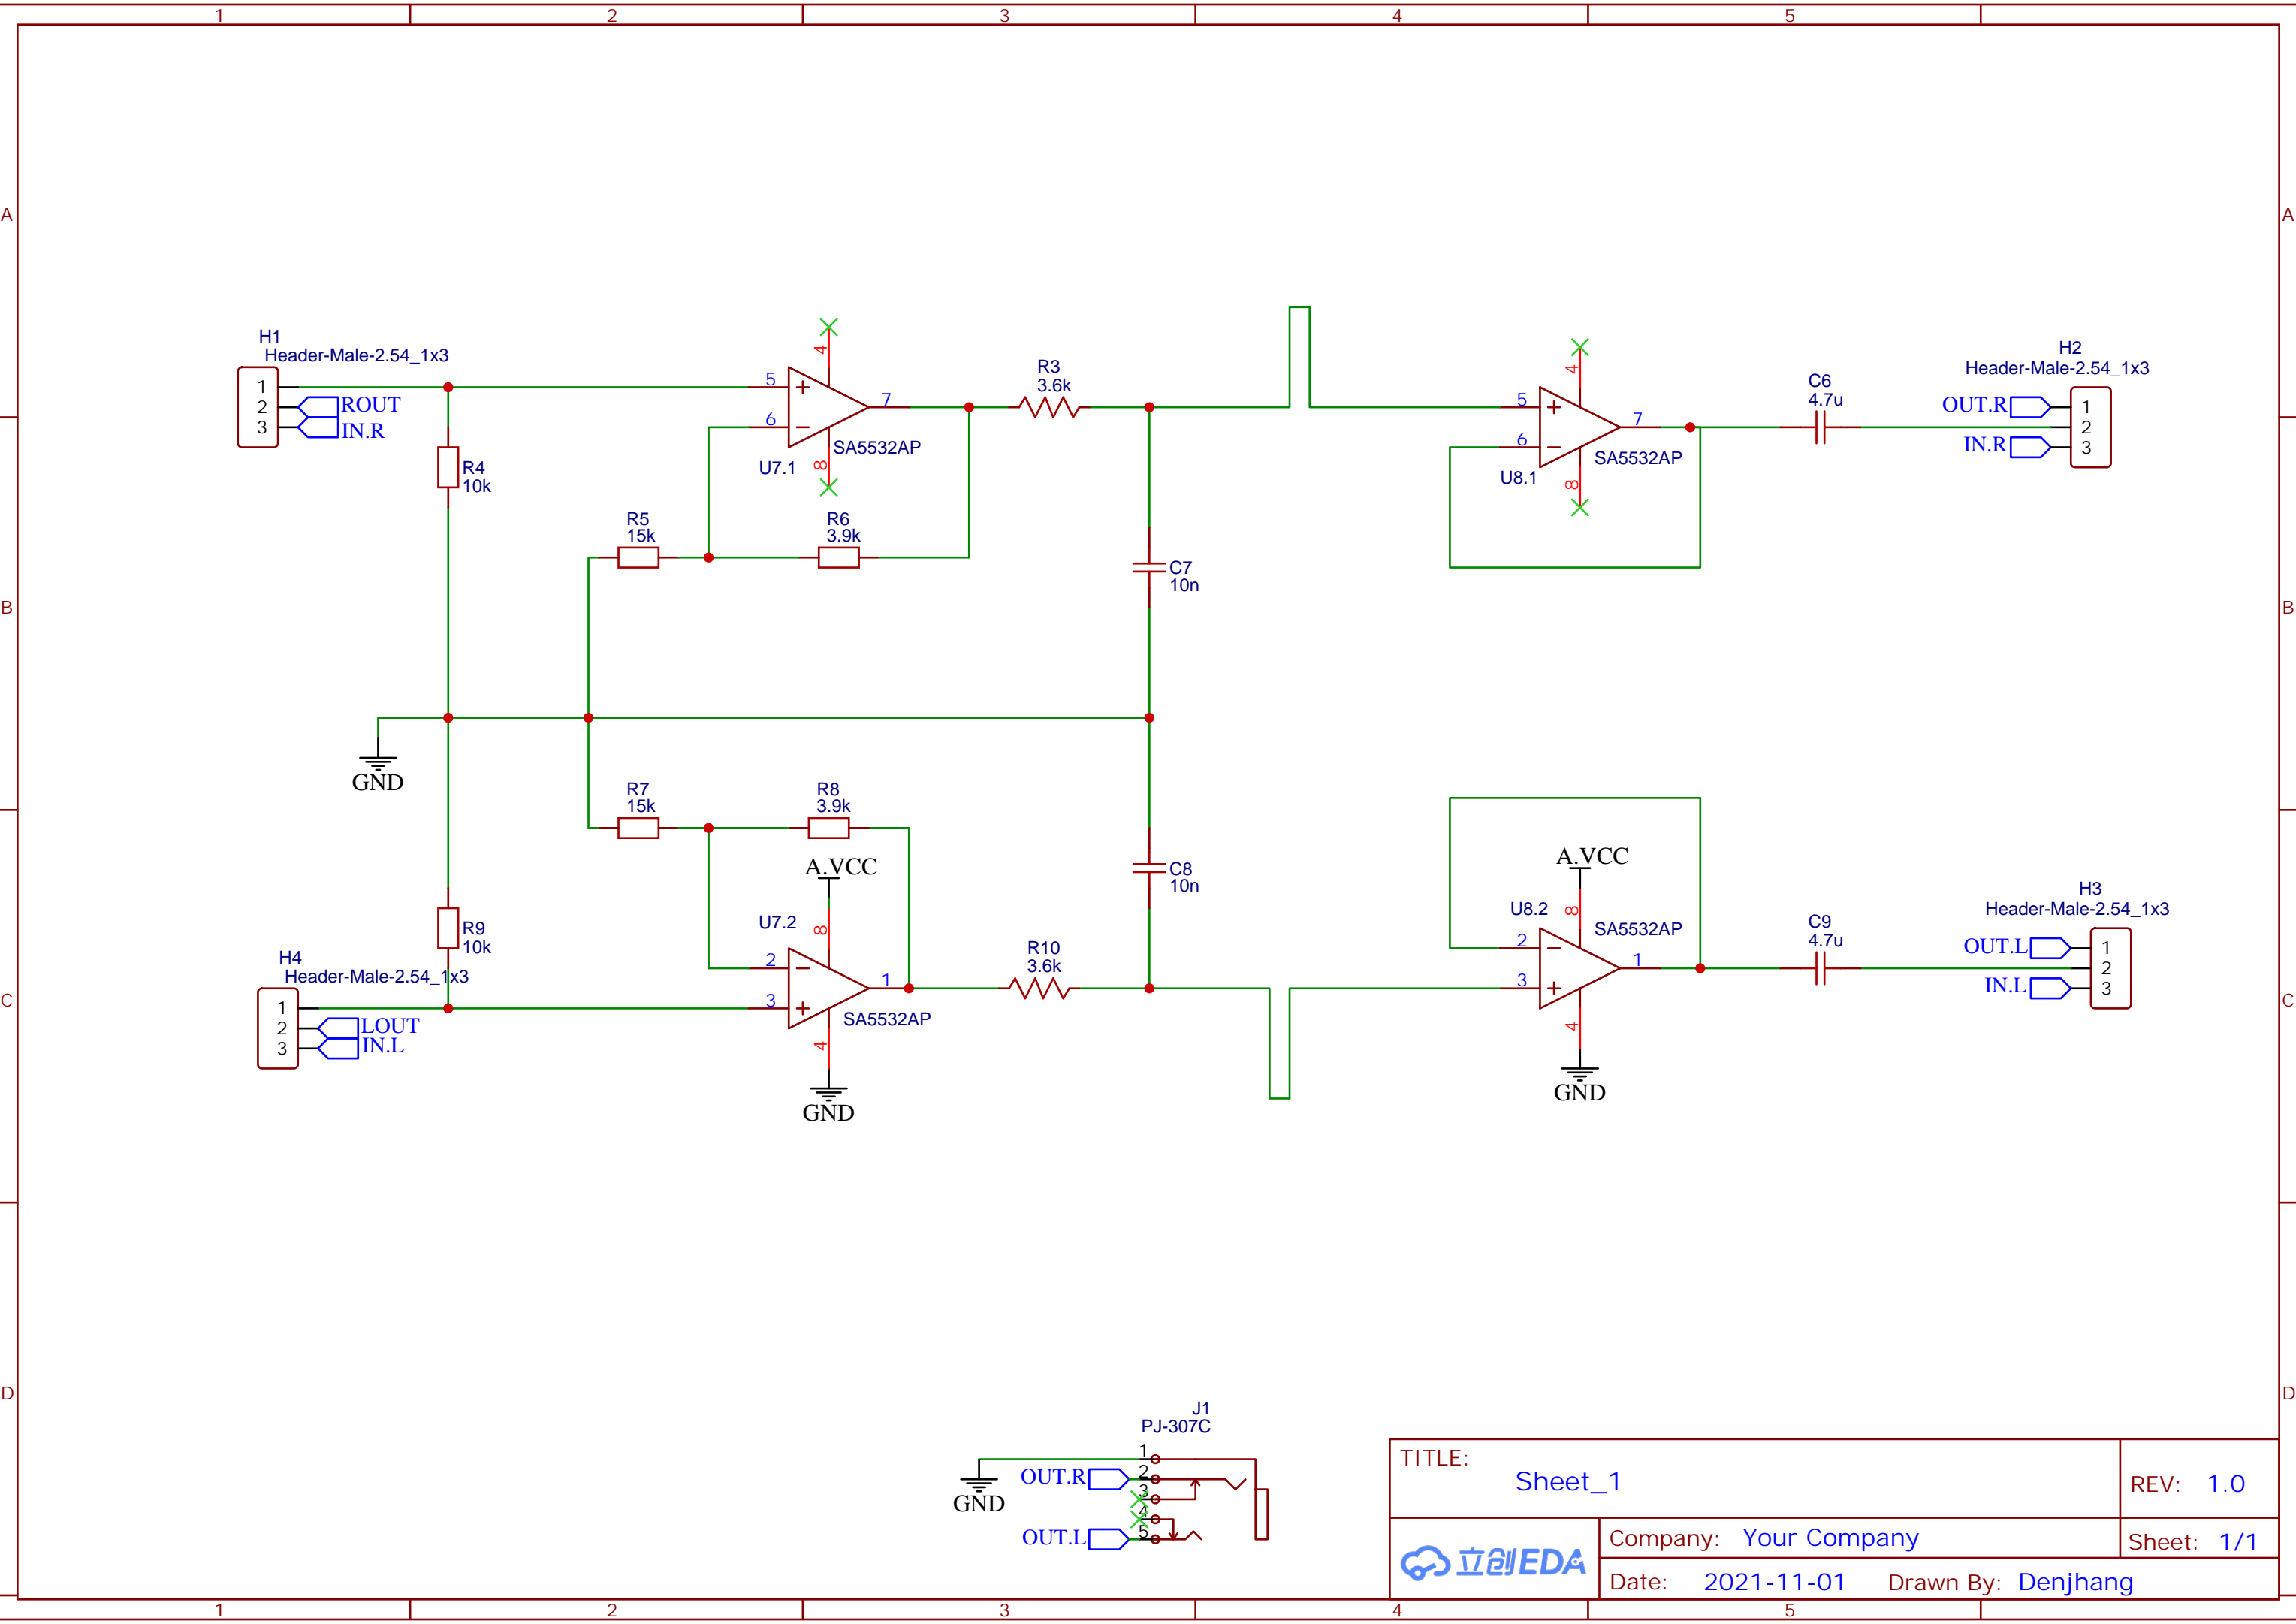 1 2 3 4 5
A A
H1
Header-Male-2.54_1x3
1
2 ROUT
3 IN.R
R4
10k
4
5
6
7
8
U7.1
SA5532AP
R3
3.6k
R5
15k
R6
3.9k
C7
10n
4
5
6
7
8
U8.1
SA5532AP
C6
4.7u
H2
Header-Male-2.54_1x3
OUT.R 1
2
IN.R 3
B B
GND
R7
15k
R8
3.9k
A.VCC
U7.2
8
2
3
1
4
SA5532AP
GND
R9
10k
H4
Header-Male-2.54_1x3
1
2 LOUT
3 IN.L
R10
3.6k
C8
10n
A.VCC
U8.2
8
SA5532AP
2
3
1
4
GND
C9
4.7u
H3
Header-Male-2.54_1x3
OUT.L 1
2
IN.L 3
C C
D D
J1
PJ-307C
1
GND
OUT.R 2
3
4
OUT.L 5
TITLE:
Sheet_1
REV: 1.0
立创EDA
Company: Your Company
Sheet: 1/1
Date: 2021-11-01 Drawn By: Denjhang
1 2 3 4 5